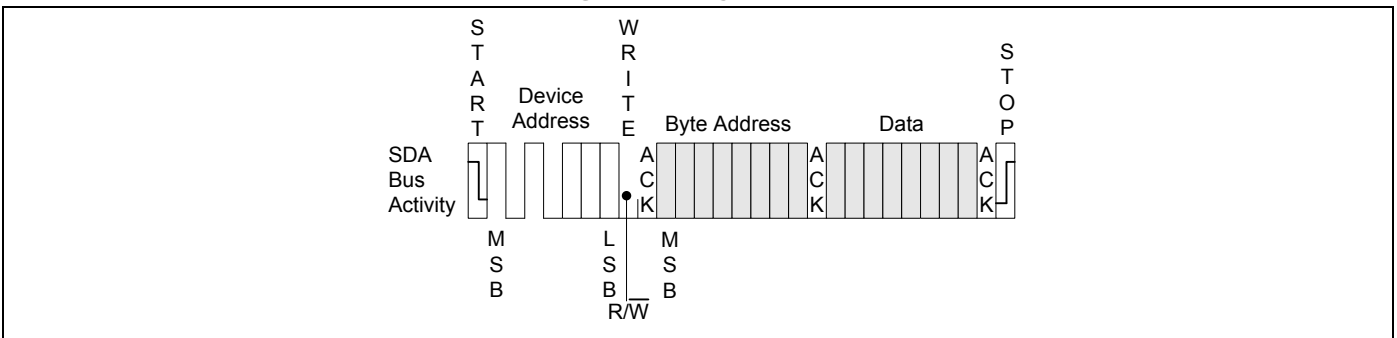 START
WRITE
STOP
Device
Address
Byte Address
Data
SDA
Bus
Activity
ACK
ACK
ACK
MSB
LSB
MSB
R/W̅